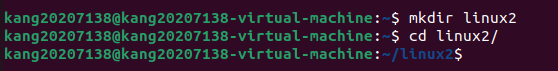 kang20207138@kang20207138-virtual-machine:~$ mkdir linux2
kang20207138@kang20207138-virtual-machine:~$ cd linux2/
kang20207138@kang20207138-virtual-machine:~/linux2$